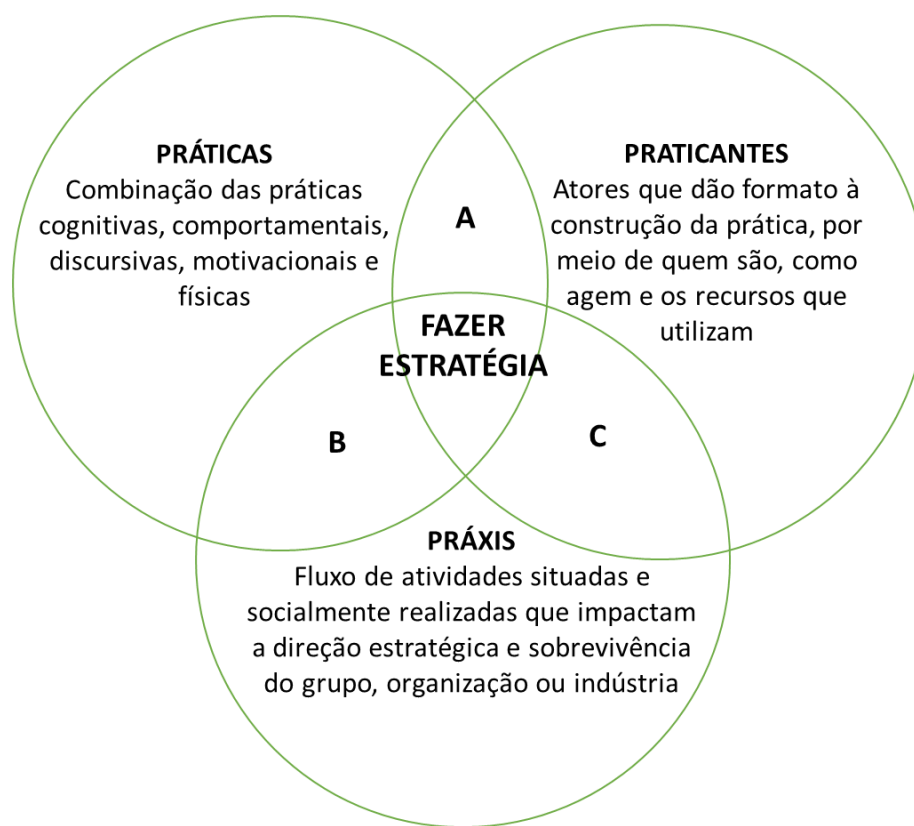 PRÁTICAS
Combinação das práticas
cognitivas, comportamentais,
discursivas, motivacionais e
físicas
PRATICANTES
Atores que dão formato à
construção da prática, por
meio de quem são, como
agem e os recursos que
utilizam
A
FAZER
ESTRATÉGIA
B
C
PRÁXIS
Fluxo de atividades situadas e
socialmente realizadas que impactam
a direção estratégica e sobrevivência
do grupo, organização ou indústria